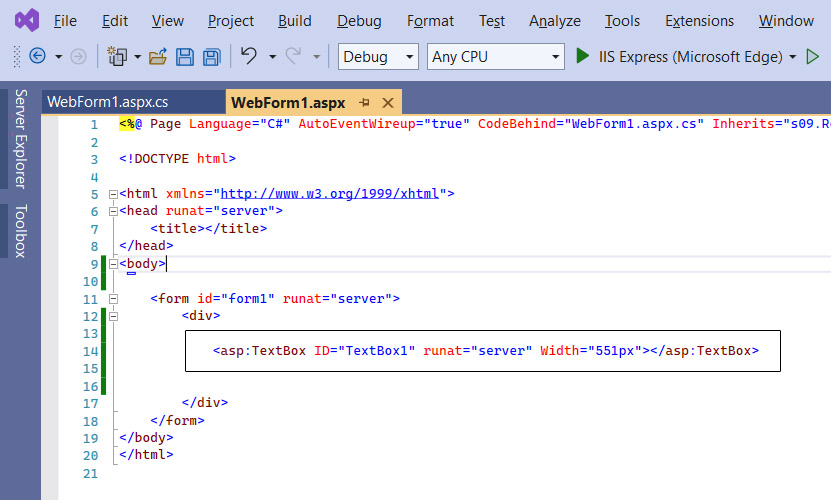 File Edit View Project Build Debug Format Test Analyze Tools Extensions Window
Debug Any CPU IIS Express (Microsoft Edge)
Server Explorer
Toolbox
WebForm1.aspx.cs WebForm1.aspx
1 <%@ Page Language="C#" AutoEventWireup="true" CodeBehind="WebForm1.aspx.cs" Inherits="s09.R
2
3 <!DOCTYPE html>
4
5 <html xmlns="http://www.w3.org/1999/xhtml">
6 <head runat="server">
7 <title></title>
8 </head>
9 <body>
10
11 <form id="form1" runat="server">
12 <div>
13
14 <asp:TextBox ID="TextBox1" runat="server" Width="551px"></asp:TextBox>
15
16
17 </div>
18 </form>
19 </body>
20 </html>
21